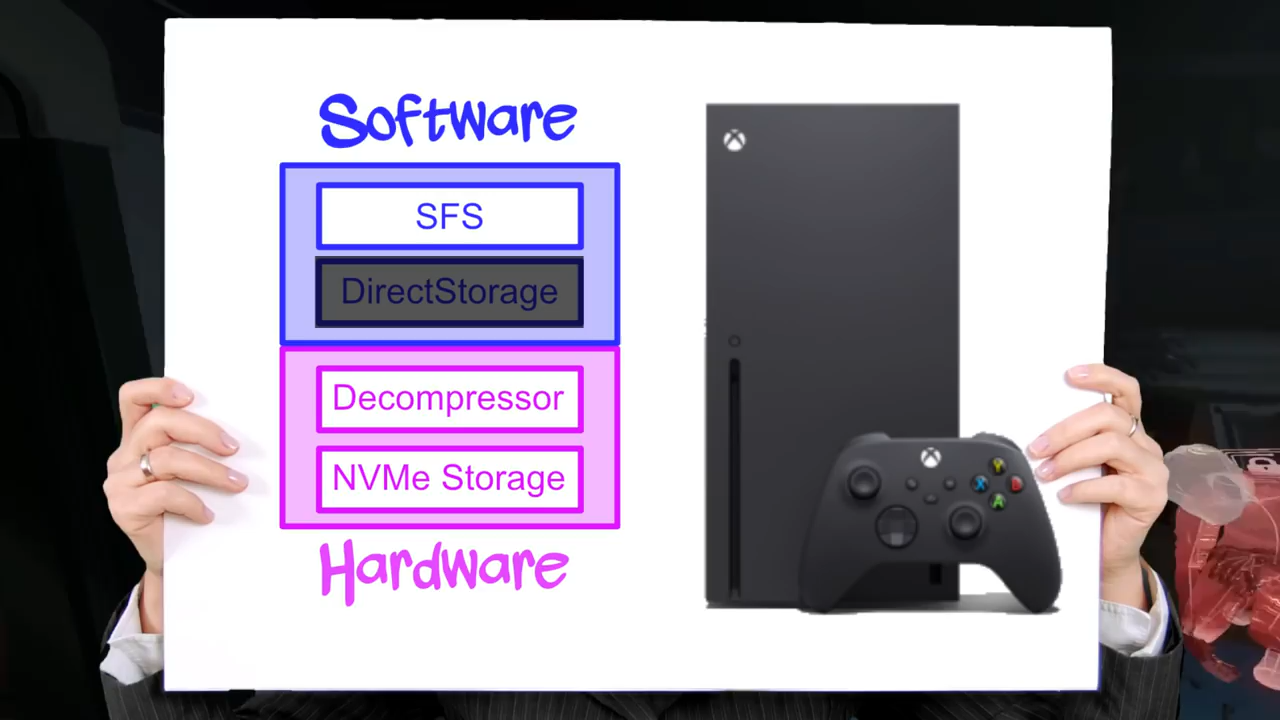 Software
SFS
DirectStorage
Decompressor
NVMe Storage
Hardware
Y
X
B
A